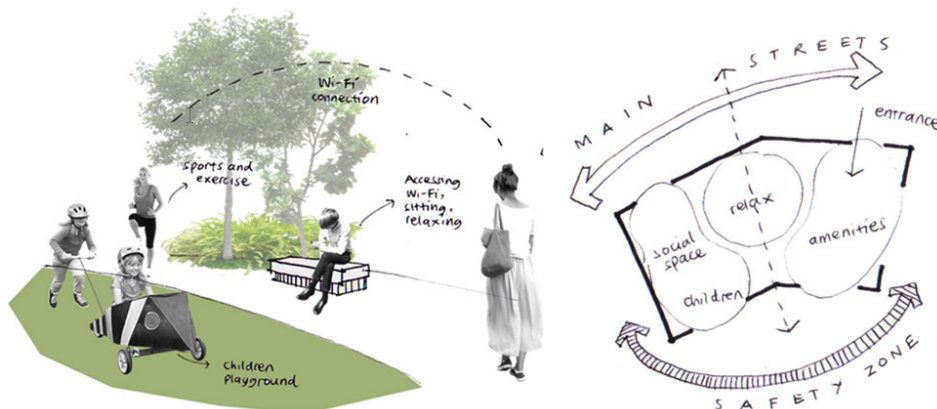 Wi-Fi
connection
sports and
exercise
Accessing
Wi-Fi,
sitting,
relaxing
children
playground
MAIN STREETS
entrance
relax
social
space
amenities
children
SAFETY ZONE